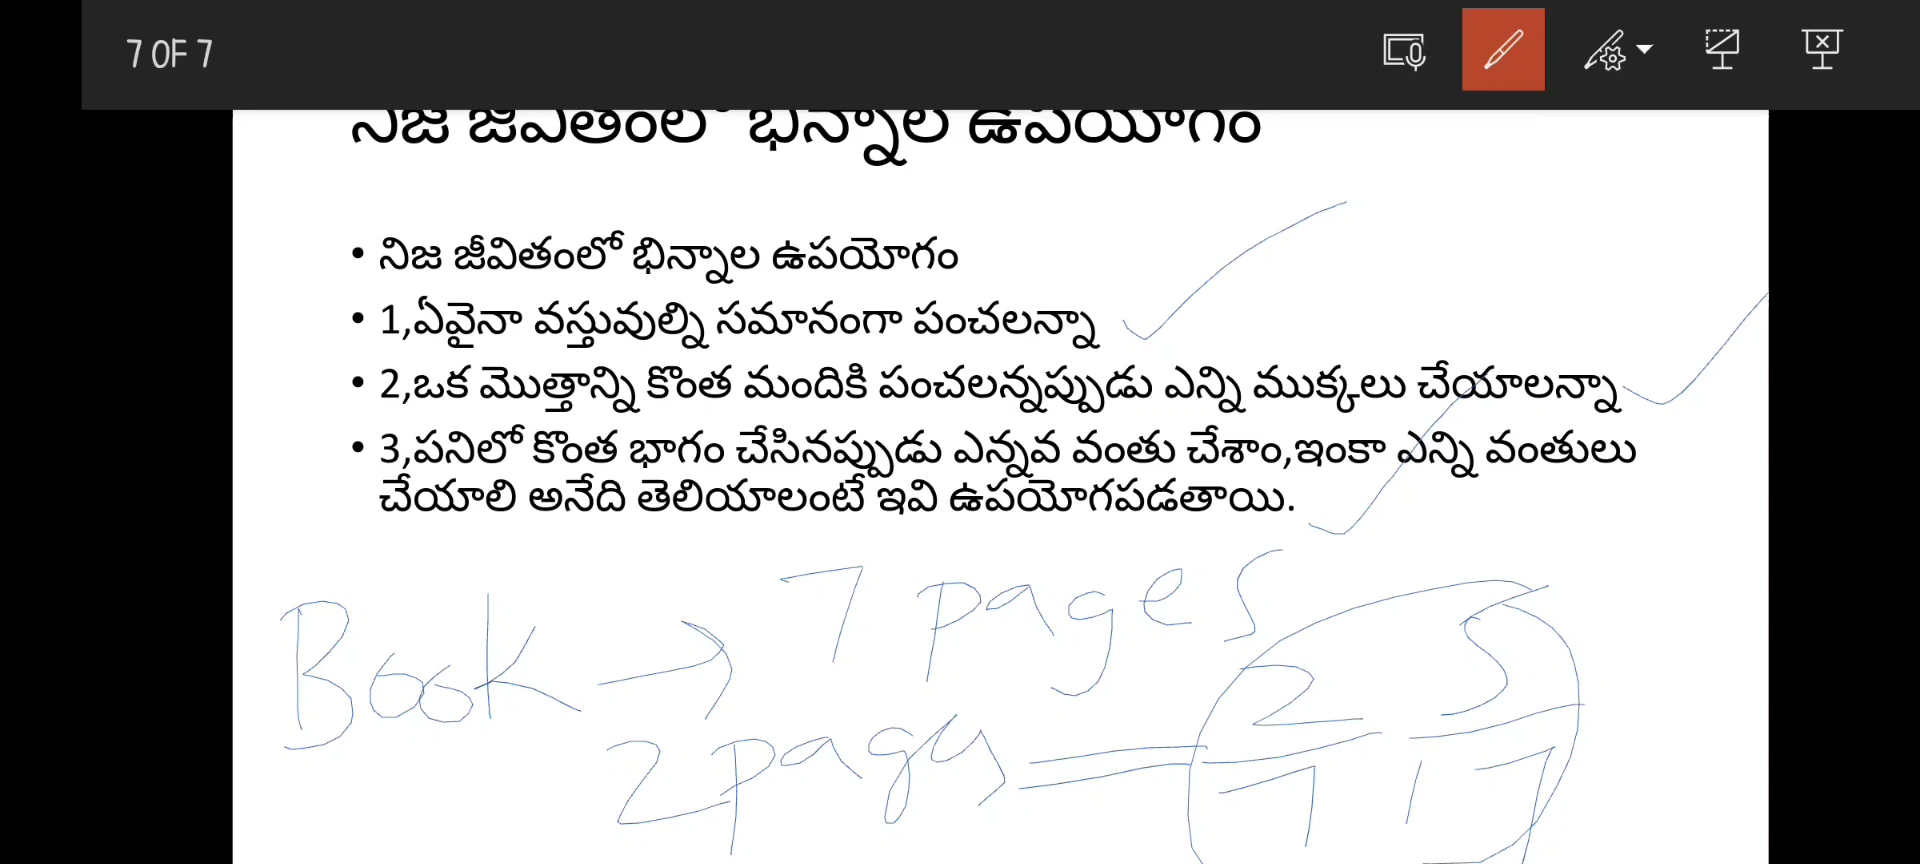 7 OF 7
నిజ జీవితంలో భిన్నాల ఉపయోగం
• నిజ జీవితంలో భిన్నాల ఉపయోగం
• 1,ఏవైనా వస్తువుల్ని సమానంగా పంచలన్నా
• 2,ఒక మొత్తాన్ని కొంత మందికి పంచలన్నప్పుడు ఎన్ని ముక్కలు చేయాలన్నా
• 3,పనిలో కొంత భాగం చేసినప్పుడు ఎన్నవ వంతు చేశాం,ఇంకా ఎన్ని వంతులు
చేయాలి అనేది తెలియాలంటే ఇవి ఉపయోగపడతాయి.
Book → 7 pages
2 pages = 2/7 5/7